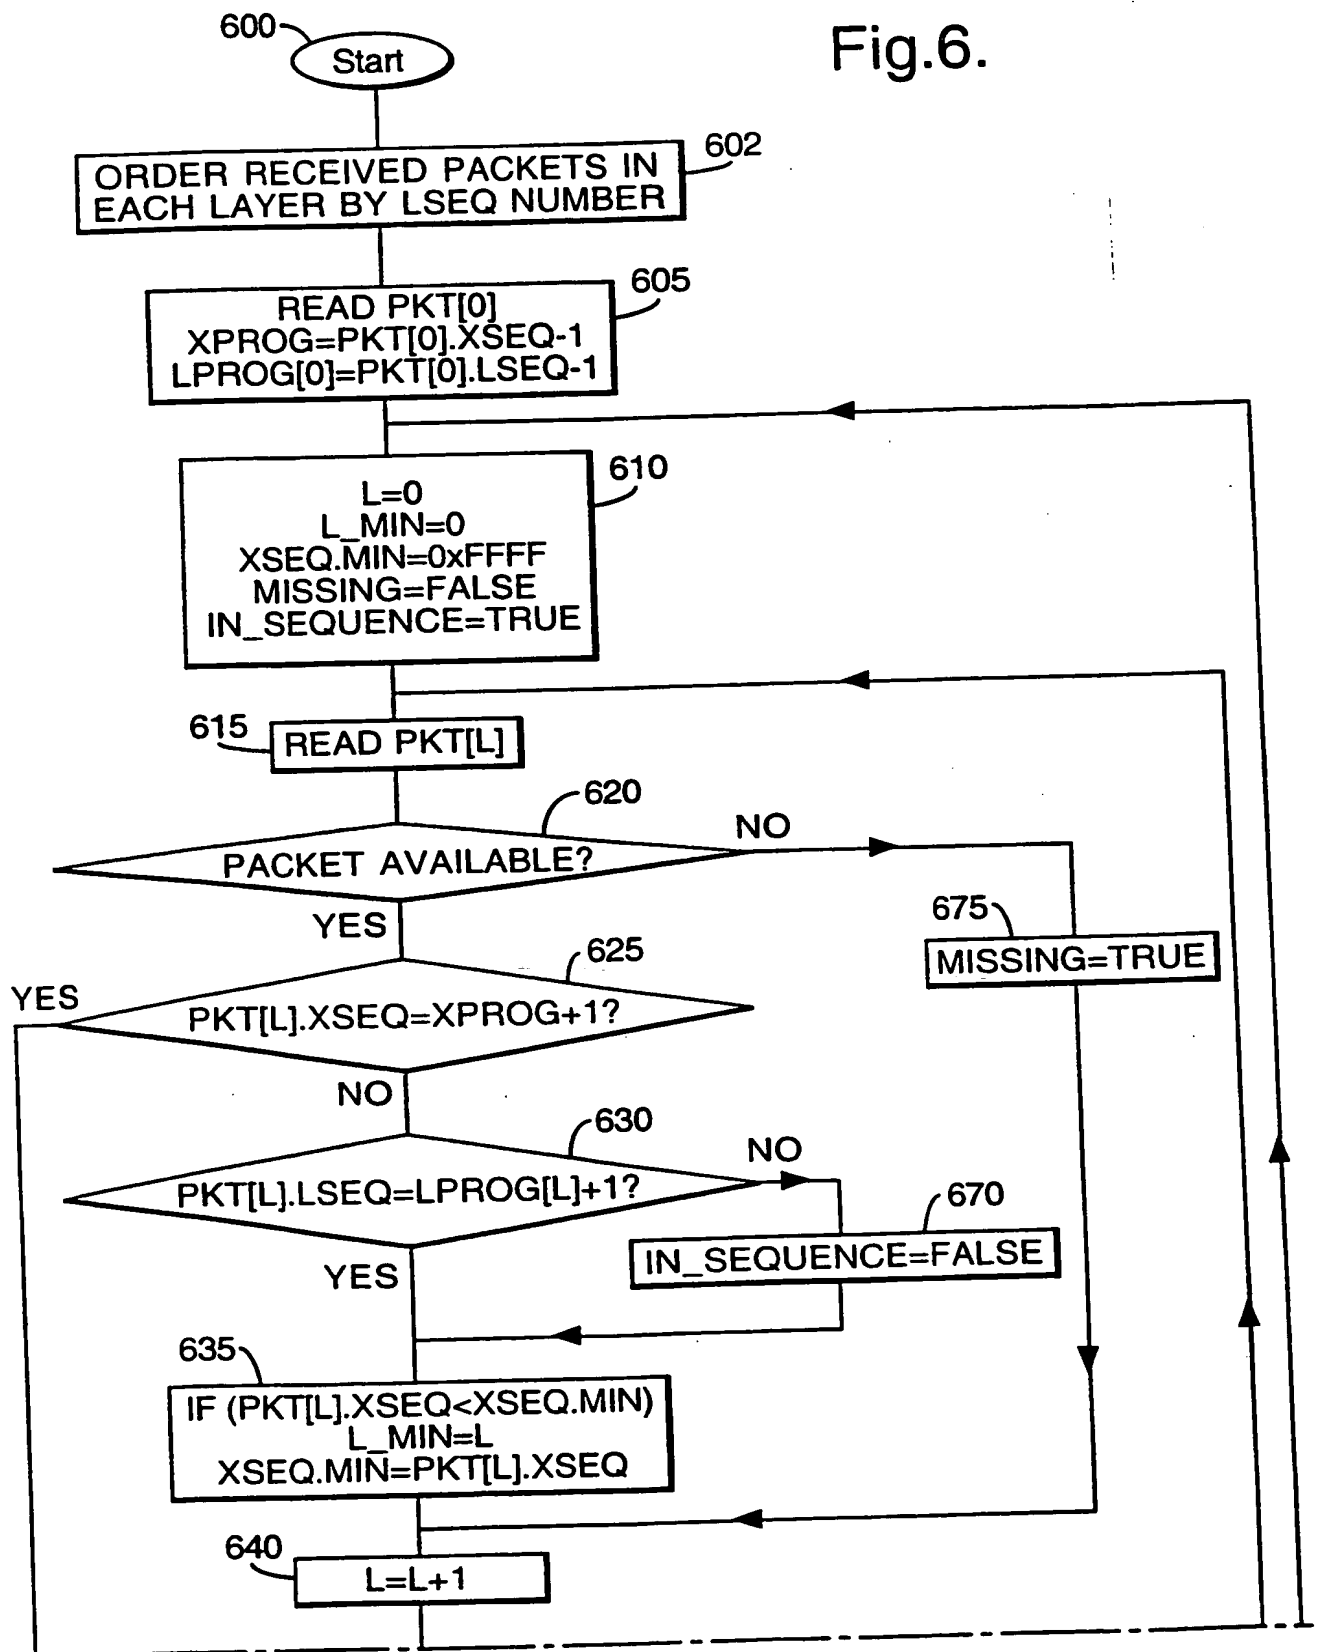 Fig.6.
600
Start
602
ORDER RECEIVED PACKETS IN
EACH LAYER BY LSEQ NUMBER
605
READ PKT[0]
XPROG=PKT[0].XSEQ-1
LPROG[0]=PKT[0].LSEQ-1
610
L=0
L_MIN=0
XSEQ.MIN=0xFFFF
MISSING=FALSE
IN_SEQUENCE=TRUE
615
READ PKT[L]
620
PACKET AVAILABLE?
NO
YES
675
MISSING=TRUE
625
YES
PKT[L].XSEQ=XPROG+1?
NO
630
PKT[L].LSEQ=LPROG[L]+1?
NO
670
IN_SEQUENCE=FALSE
YES
635
IF (PKT[L].XSEQ<XSEQ.MIN)
L_MIN=L
XSEQ.MIN=PKT[L].XSEQ
640
L=L+1